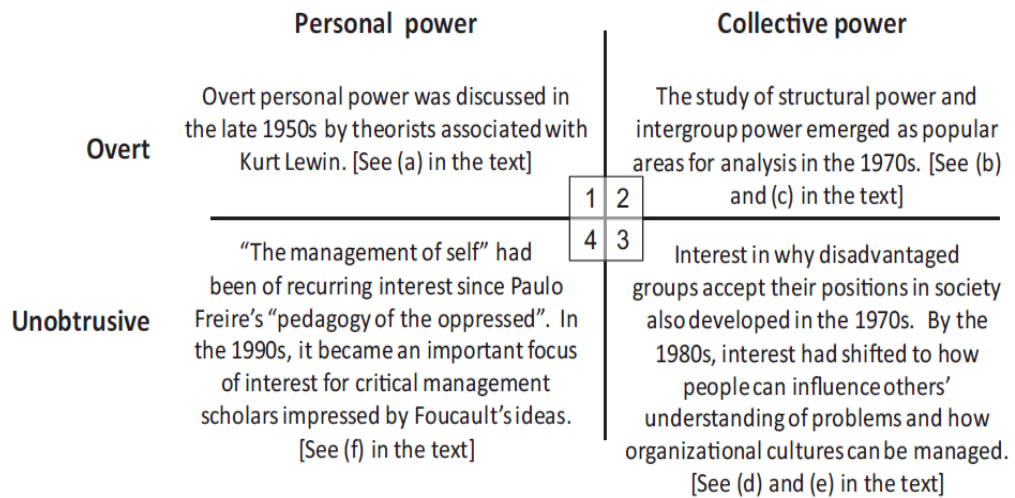 Personal power
Collective power
Overt
Overt personal power was discussed in
the late 1950s by theorists associated with
Kurt Lewin. [See (a) in the text]
The study of structural power and
intergroup power emerged as popular
areas for analysis in the 1970s. [See (b)
and (c) in the text]
1 2
4 3
Unobtrusive
“The management of self” had
been of recurring interest since Paulo
Freire’s “pedagogy of the oppressed”. In
the 1990s, it became an important focus
of interest for critical management
scholars impressed by Foucault’s ideas.
[See (f) in the text]
Interest in why disadvantaged
groups accept their positions in society
also developed in the 1970s. By the
1980s, interest had shifted to how
people can influence others’
understanding of problems and how
organizational cultures can be managed.
[See (d) and (e) in the text]